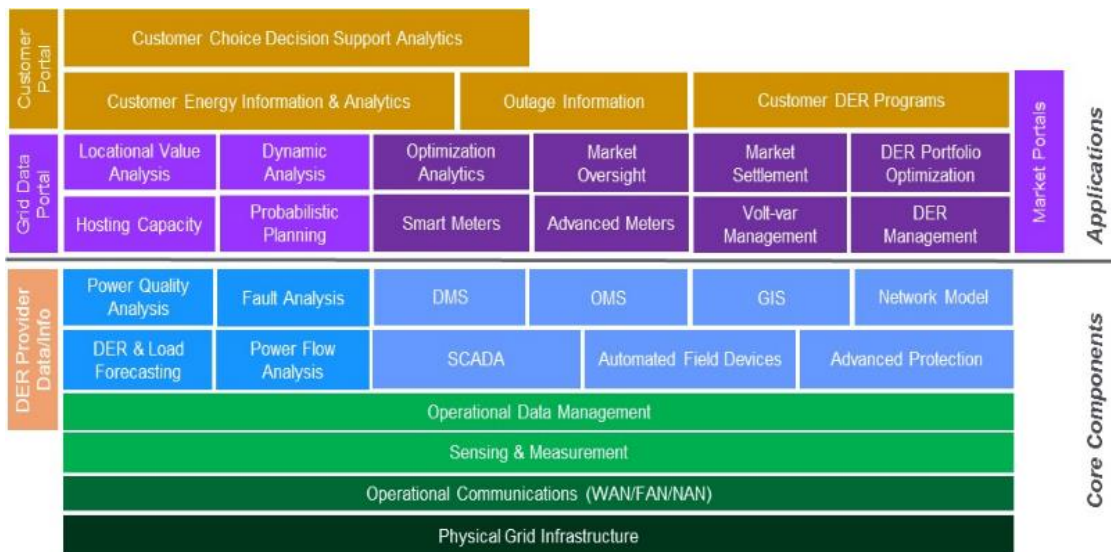 Customer
Portal
Customer Choice Decision Support Analytics
Customer Energy Information & Analytics
Outage Information
Customer DER Programs
Market Portals
Applications
Grid Data
Portal
Locational Value
Analysis
Dynamic
Analysis
Optimization
Analytics
Market
Oversight
Market
Settlement
DER Portfolio
Optimization
Hosting Capacity
Probabilistic
Planning
Smart Meters
Advanced Meters
Volt-var
Management
DER
Management
DER Provider
Data/Info
Power Quality
Analysis
Fault Analysis
DMS
OMS
GIS
Network Model
DER & Load
Forecasting
Power Flow
Analysis
SCADA
Automated Field Devices
Advanced Protection
Core Components
Operational Data Management
Sensing & Measurement
Operational Communications (WAN/FAN/NAN)
Physical Grid Infrastructure